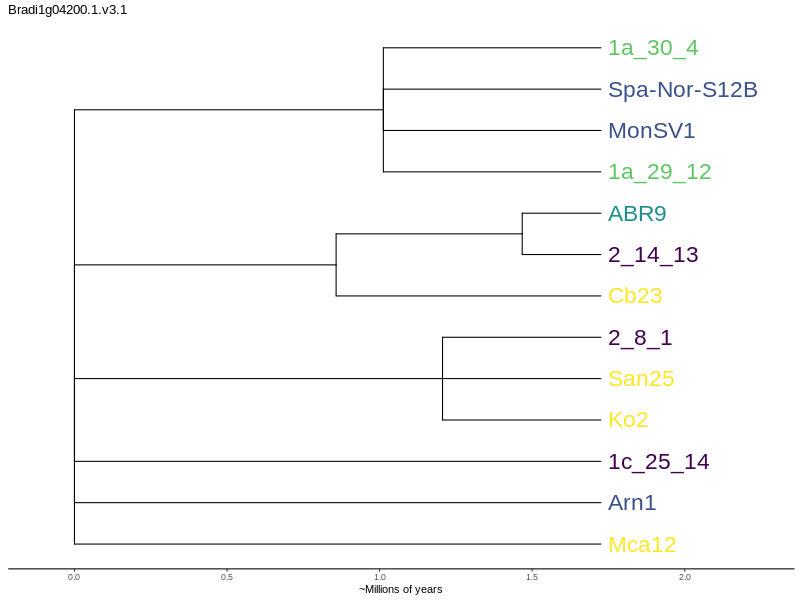 Bradi1g04200.1.v3.1
1a_30_4
Spa-Nor-S12B
MonSV1
1a_29_12
ABR9
2_14_13
Cb23
2_8_1
San25
Ko2
1c_25_14
Arn1
Mca12
0.0 0.5 1.0 1.5 2.0
~Millions of years